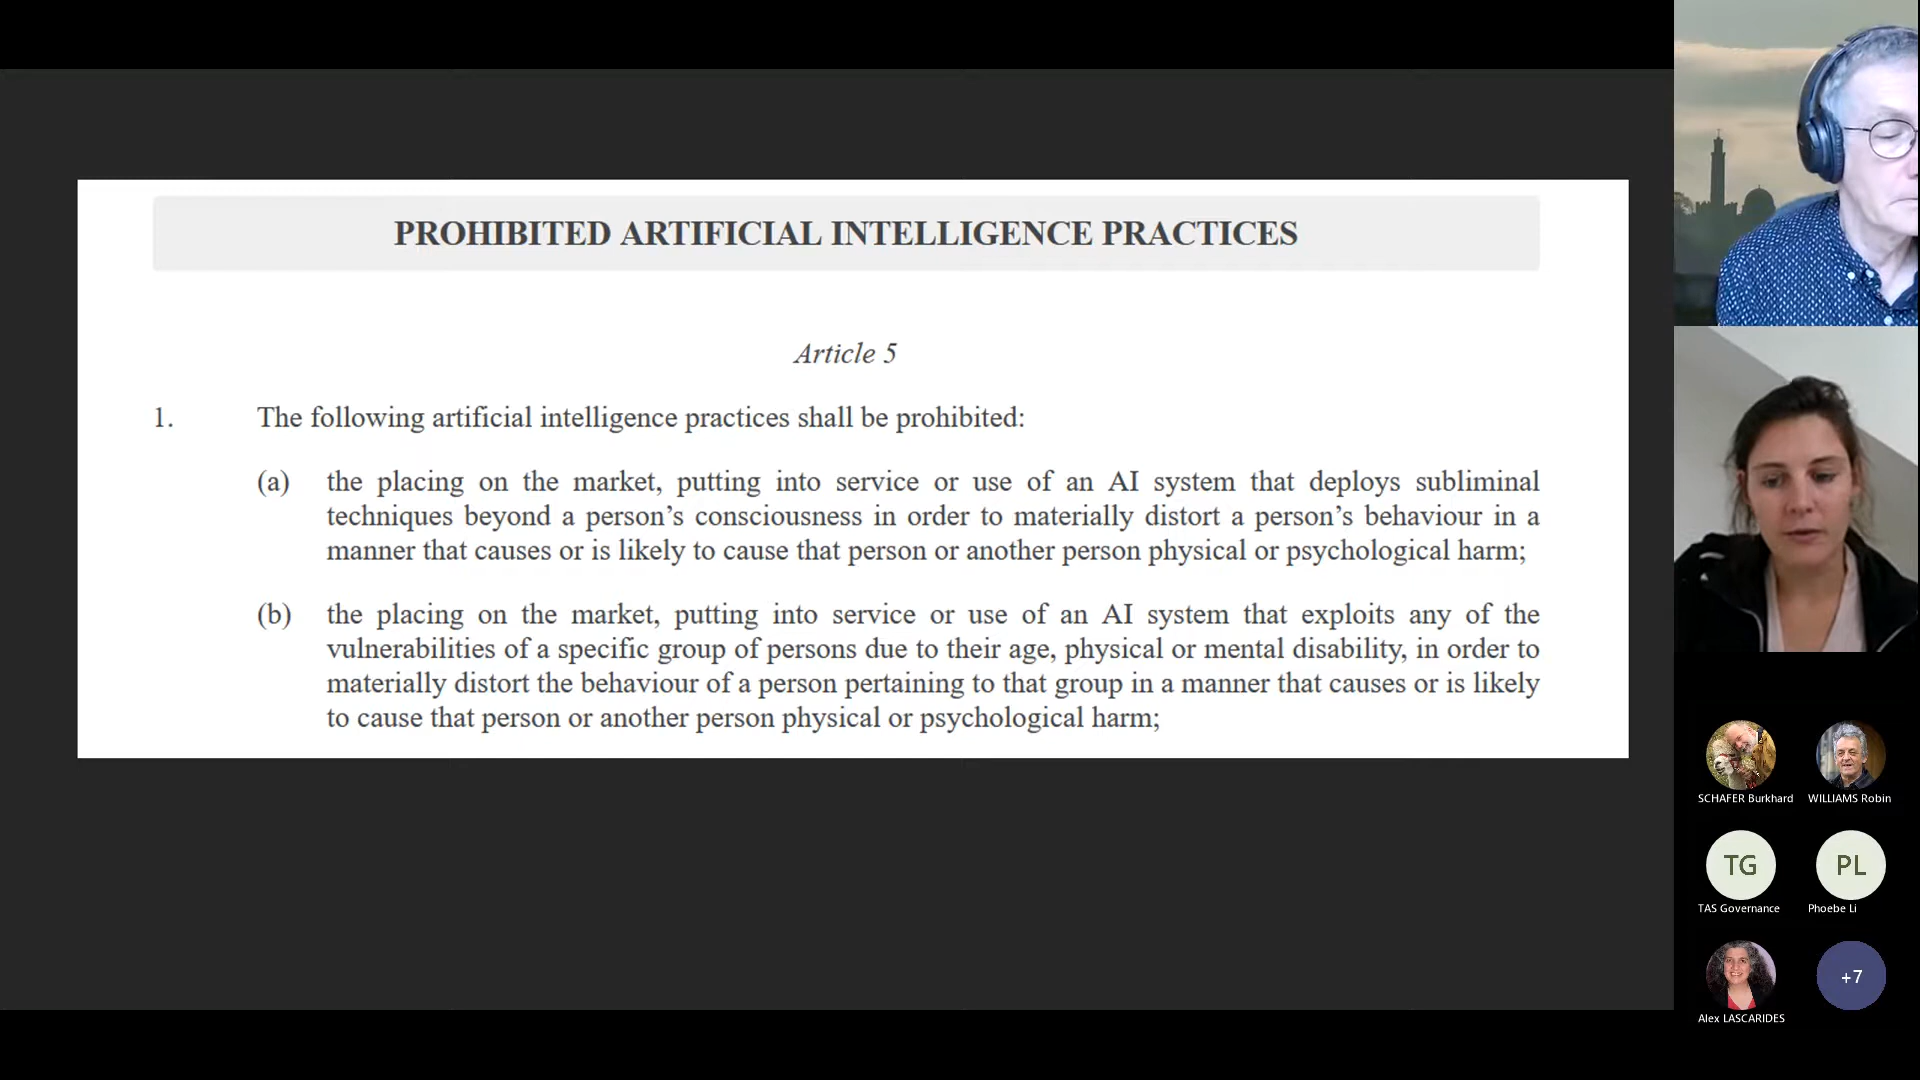 PROHIBITED ARTIFICIAL INTELLIGENCE PRACTICES
Article 5
1. The following artificial intelligence practices shall be prohibited:
(a) the placing on the market, putting into service or use of an AI system that deploys subliminal
techniques beyond a person’s consciousness in order to materially distort a person’s behaviour in a
manner that causes or is likely to cause that person or another person physical or psychological harm;
(b) the placing on the market, putting into service or use of an AI system that exploits any of the
vulnerabilities of a specific group of persons due to their age, physical or mental disability, in order to
materially distort the behaviour of a person pertaining to that group in a manner that causes or is likely
to cause that person or another person physical or psychological harm;
SCHAFER Burkhard
WILLIAMS Robin
TG
PL
TAS Governance
Phoebe Li
+7
Alex LASCARIDES